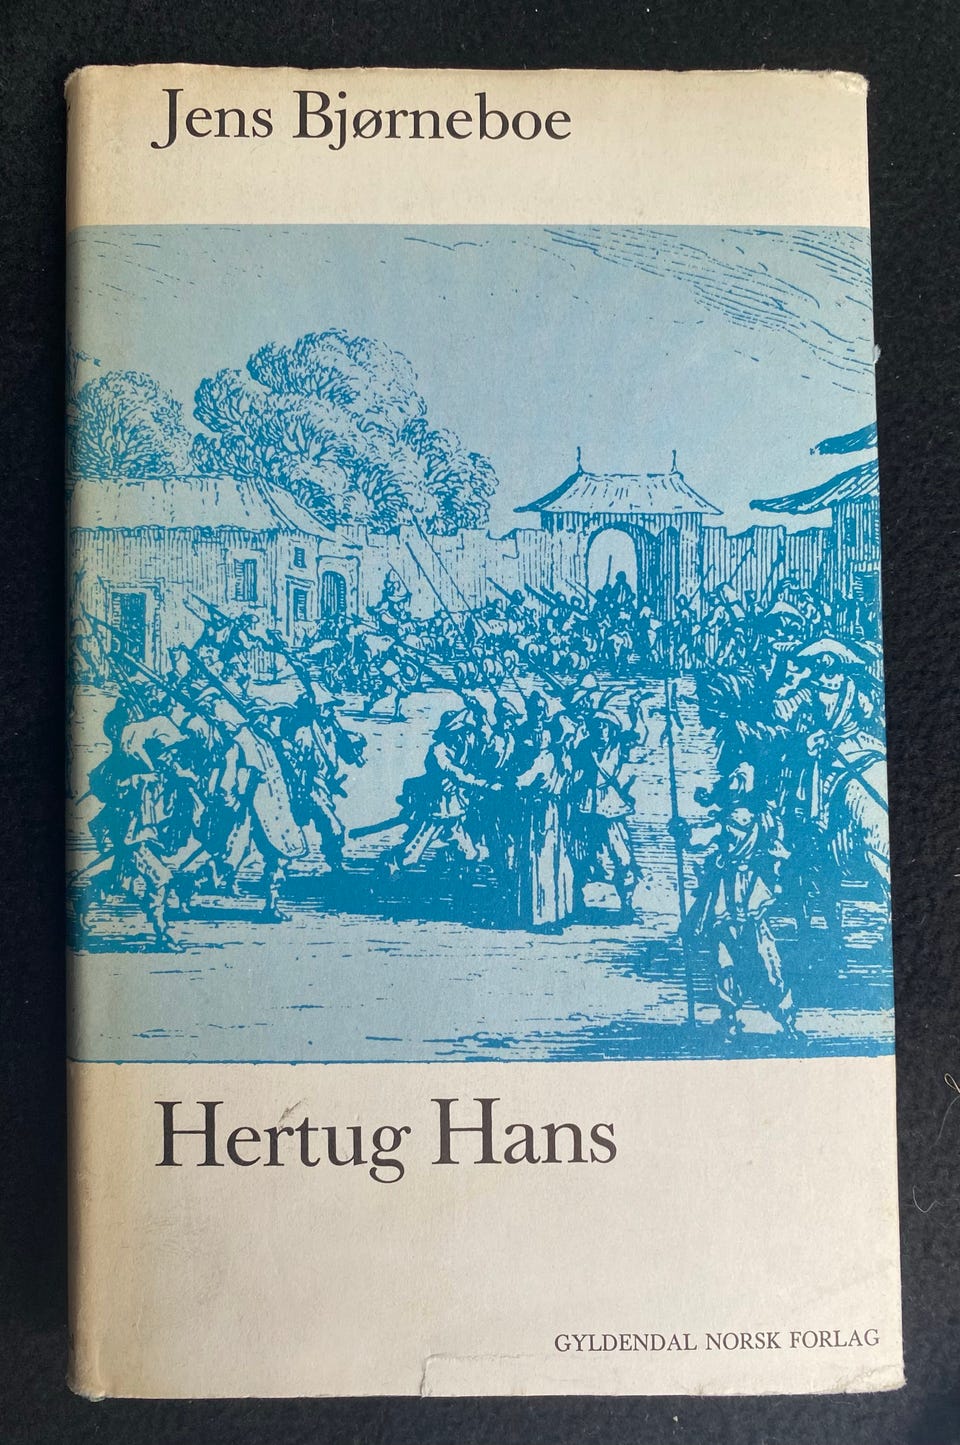 Jens Bjørneboe
Hertug Hans
GYLDENDAL NORSK FORLAG